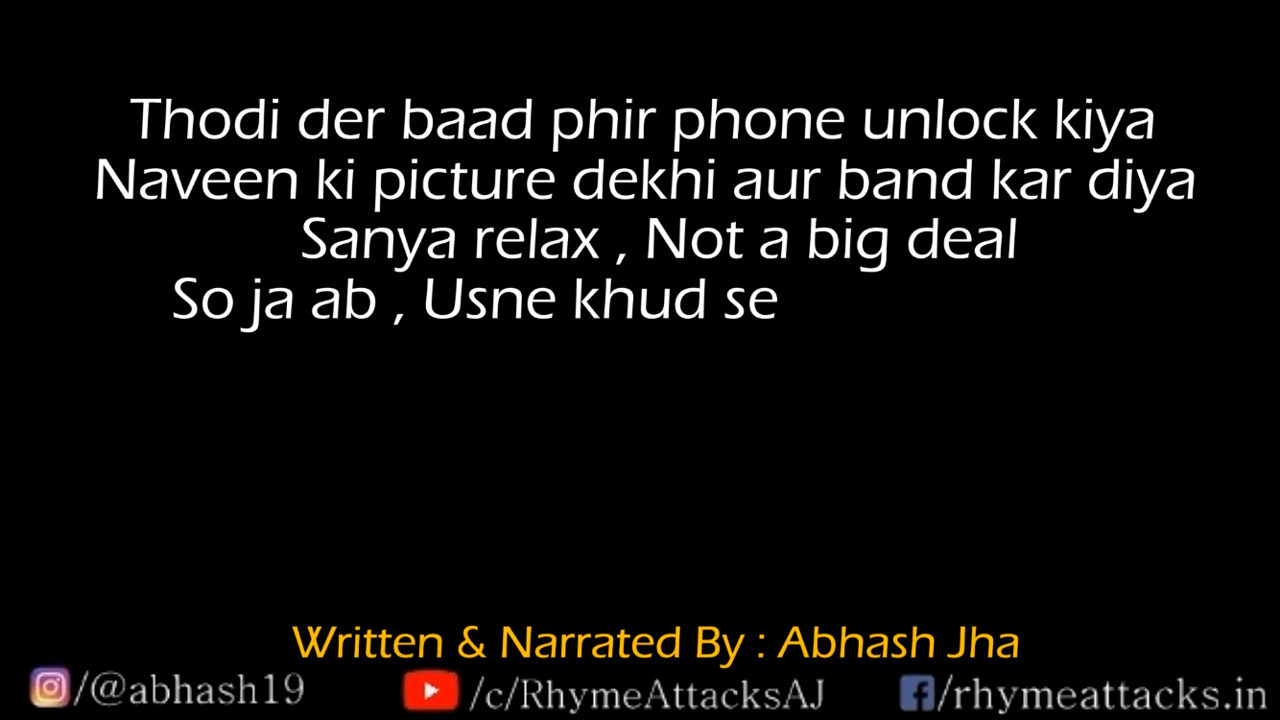 Thodi der baad phir phone unlock kiya
Naveen ki picture dekhi aur band kar diya
Sanya relax , Not a big deal
So ja ab , Usne khud se
Written & Narrated By : Abhash Jha
/@abhash19 /c/RhymeAttacksAJ /rhymeattacks.in